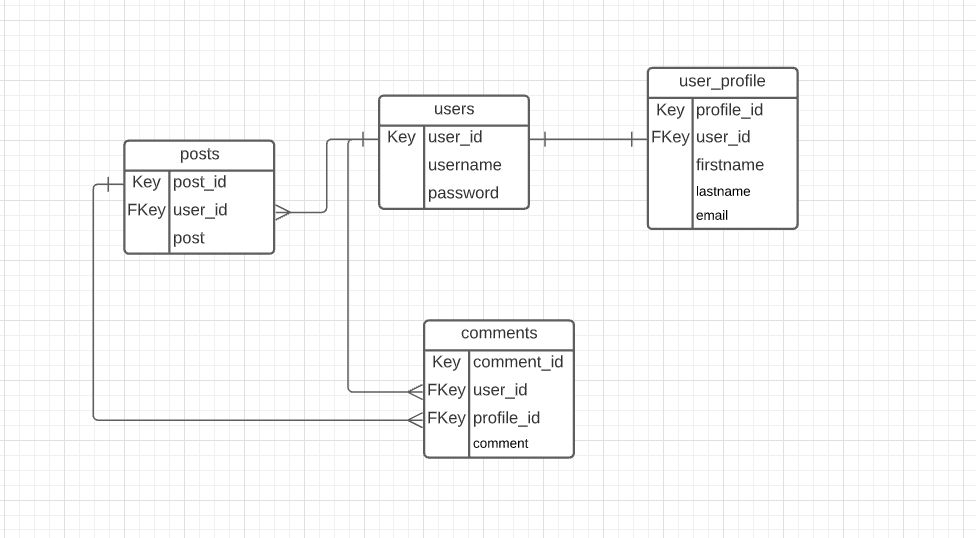 posts
Key post_id
FKey user_id
post
users
Key user_id
username
password
user_profile
Key profile_id
FKey user_id
firstname
lastname
email
comments
Key comment_id
FKey user_id
FKey profile_id
comment